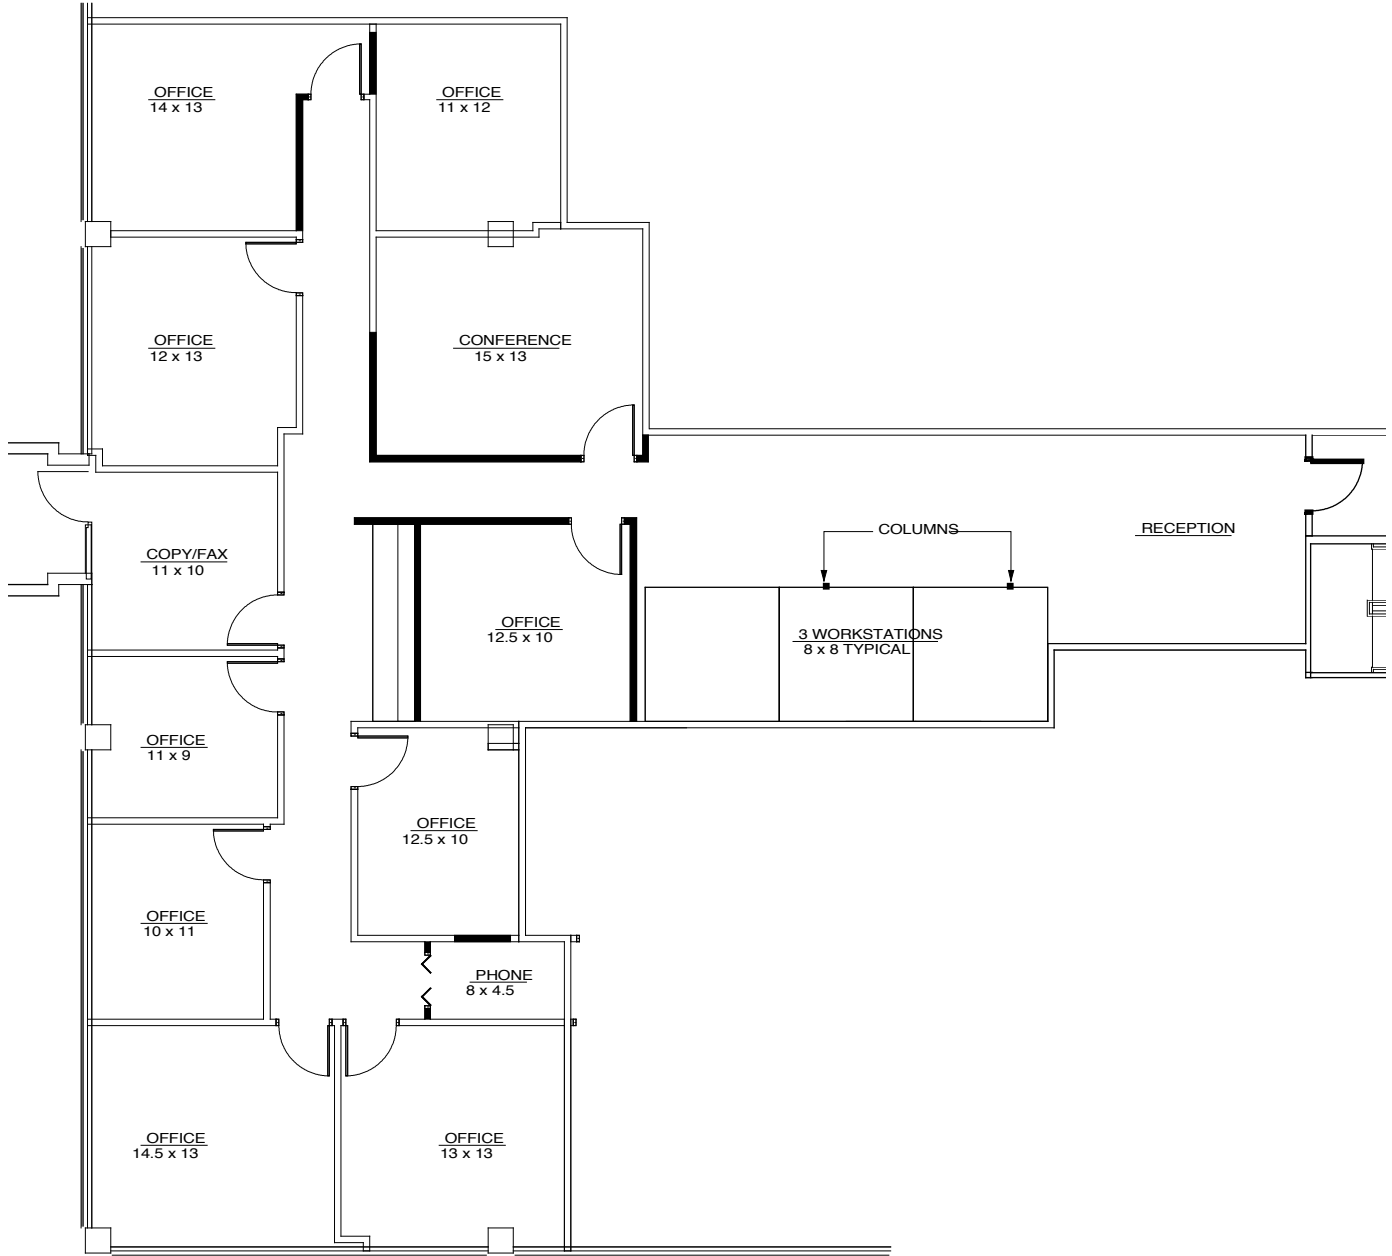 OFFICE
14 x 13
OFFICE
11 x 12
OFFICE
12 x 13
CONFERENCE
15 x 13
COLUMNS
RECEPTION
COPY/FAX
11 x 10
OFFICE
12.5 x 10
3 WORKSTATIONS
8 x 8 TYPICAL
OFFICE
11 x 9
OFFICE
12.5 x 10
OFFICE
10 x 11
PHONE
8 x 4.5
OFFICE
14.5 x 13
OFFICE
13 x 13